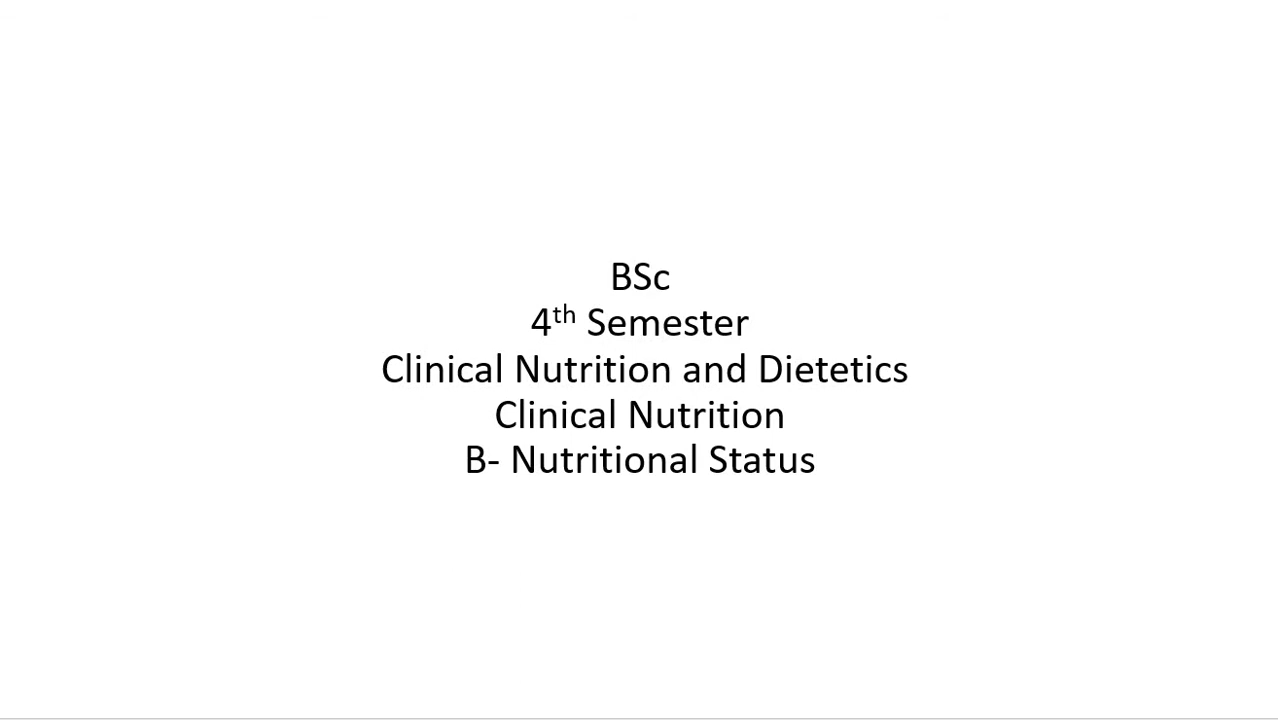 BSc
4th Semester
Clinical Nutrition and Dietetics
Clinical Nutrition
B- Nutritional Status